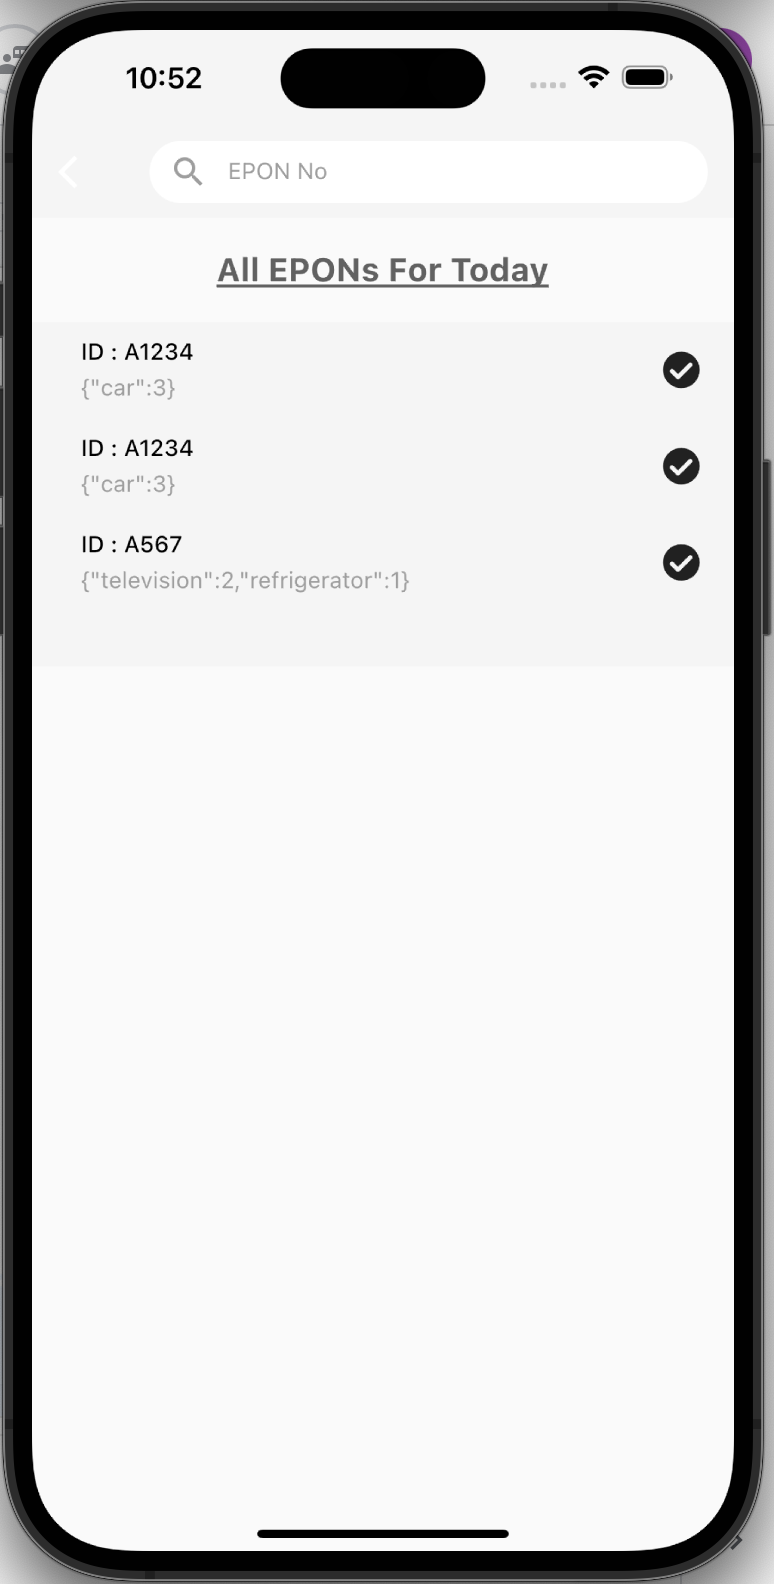 10:52
EPON No
All EPONs For Today
ID : A1234
{"car":3}
ID : A1234
{"car":3}
ID : A567
{"television":2,"refrigerator":1}